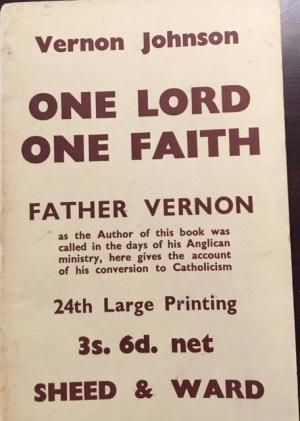 Vernon Johnson
ONE LORD
ONE FAITH
FATHER VERNON
as the Author of this book was
called in the days of his Anglican
ministry, here gives the account
of his conversion to Catholicism
24th Large Printing
3s. 6d. net
SHEED & WARD